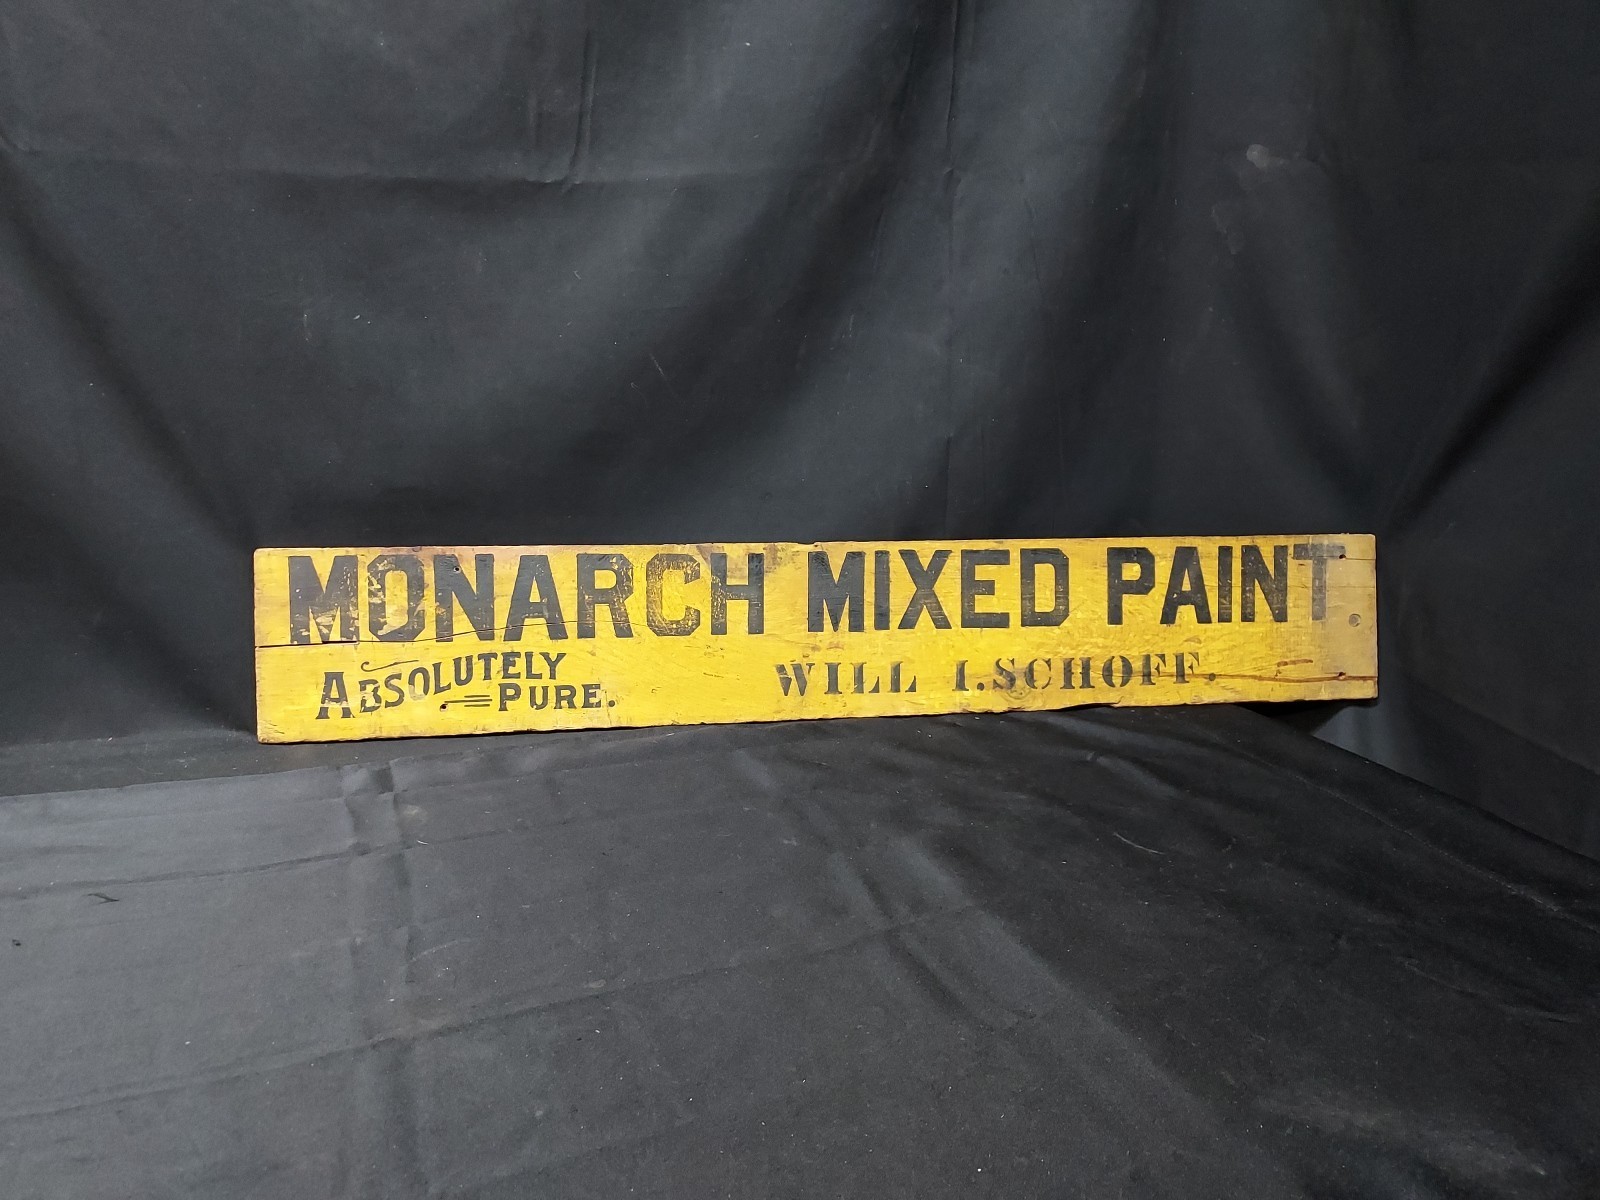 MONARCH MIXED PAINT
ABSOLUTELY
PURE.
WILL I. SCHOFF.